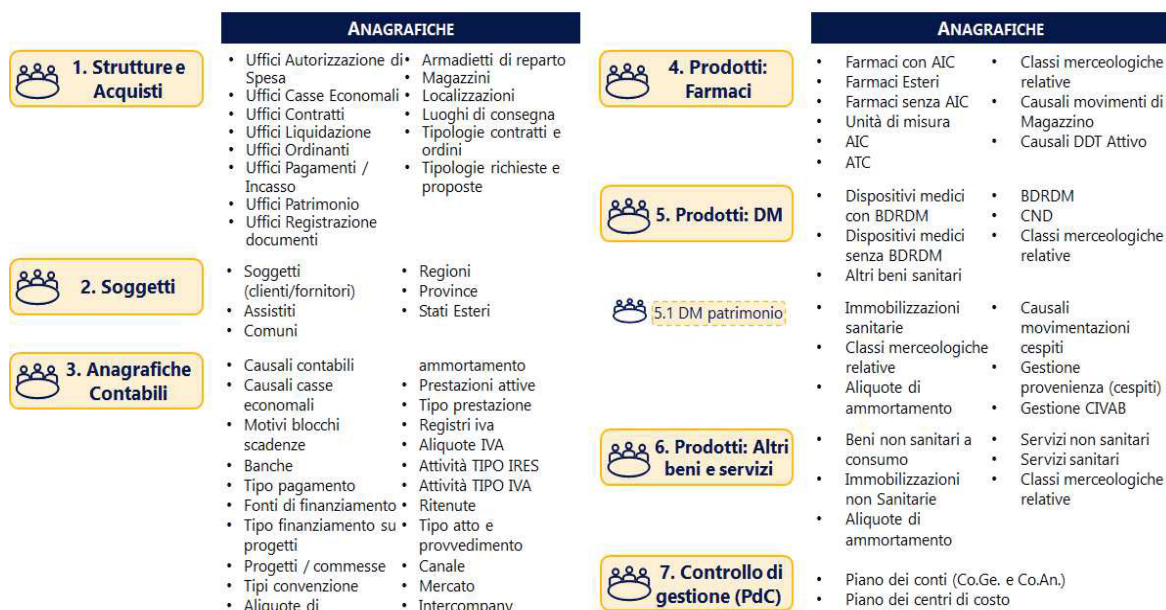 ANAGRAFICHE
1. Strutture e
Acquisti
• Uffici Autorizzazione di
Spesa
• Uffici Casse Economali
• Uffici Contratti
• Uffici Liquidazione
• Uffici Ordinanti
• Uffici Pagamenti /
Incasso
• Uffici Patrimonio
• Uffici Registrazione
documenti
• Armadietti di reparto
• Magazzini
• Localizzazioni
• Luoghi di consegna
• Tipologie contratti e
ordini
• Tipologie richieste e
proposte
2. Soggetti
• Soggetti
(clienti/fornitori)
• Assistiti
• Comuni
• Regioni
• Province
• Stati Esteri
3. Anagrafiche
Contabili
• Causali contabili
• Causali casse
economali
• Motivi blocchi
scadenze
• Banche
• Tipo pagamento
• Fonti di finanziamento
• Tipo finanziamento su
progetti
• Progetti / commesse
• Tipi convenzione
• Aliquote di
ammortamento
• Prestazioni attive
• Tipo prestazione
• Registri iva
• Aliquote IVA
• Attività TIPO IRES
• Attività TIPO IVA
• Ritenute
• Tipo atto e
provvedimento
• Canale
• Mercato
• Intercompany
ANAGRAFICHE
4. Prodotti:
Farmaci
• Farmaci con AIC
• Farmaci Esteri
• Farmaci senza AIC
• Unità di misura
• AIC
• ATC
• Classi merceologiche
relative
• Causali movimenti di
Magazzino
• Causali DDT Attivo
5. Prodotti: DM
• Dispositivi medici
con BDRDM
• Dispositivi medici
senza BDRDM
• Altri beni sanitari
• BDRDM
• CND
• Classi merceologiche
relative
5.1 DM patrimonio
• Immobilizzazioni
sanitarie
• Classi merceologiche
relative
• Aliquote di
ammortamento
• Causali
movimentazioni
cespiti
• Gestione
provenienza (cespiti)
• Gestione CIVAB
6. Prodotti: Altri
beni e servizi
• Beni non sanitari a
consumo
• Immobilizzazioni
non Sanitarie
• Aliquote di
ammortamento
• Servizi non sanitari
• Servizi sanitari
• Classi merceologiche
relative
7. Controllo di
gestione (PdC)
• Piano dei conti (Co.Ge. e Co.An.)
• Piano dei centri di costo